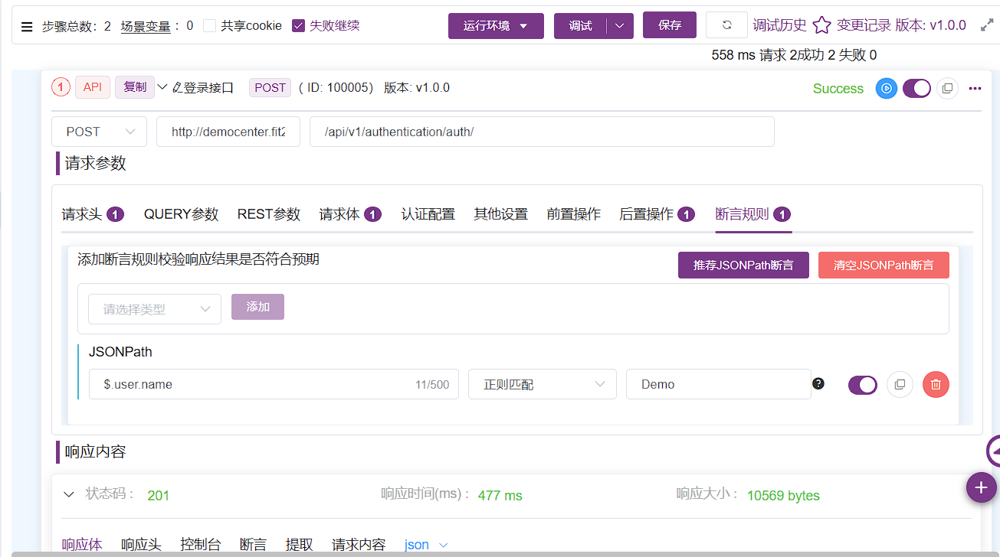 步骤总数：2 场景变量： 0 共享cookie 失败继续 运行环境 调试 保存 调试历史 变更记录 版本: v1.0.0
558 ms 请求 2成功 2 失败 0
1 API 复制 登录接口 POST ( ID: 100005) 版本: v1.0.0 Success
POST http://democenter.fit2 /api/v1/authentication/auth/
请求参数
请求头 1 QUERY参数 REST参数 请求体 1 认证配置 其他设置 前置操作 后置操作 1 断言规则 1
添加断言规则校验响应结果是否符合预期 推荐JSONPath断言 清空JSONPath断言
请选择类型 添加
JSONPath
$.user.name 11/500 正则匹配 Demo ?
响应内容
状态码： 201 响应时间(ms)： 477 ms 响应大小： 10569 bytes
响应体 响应头 控制台 断言 提取 请求内容 json